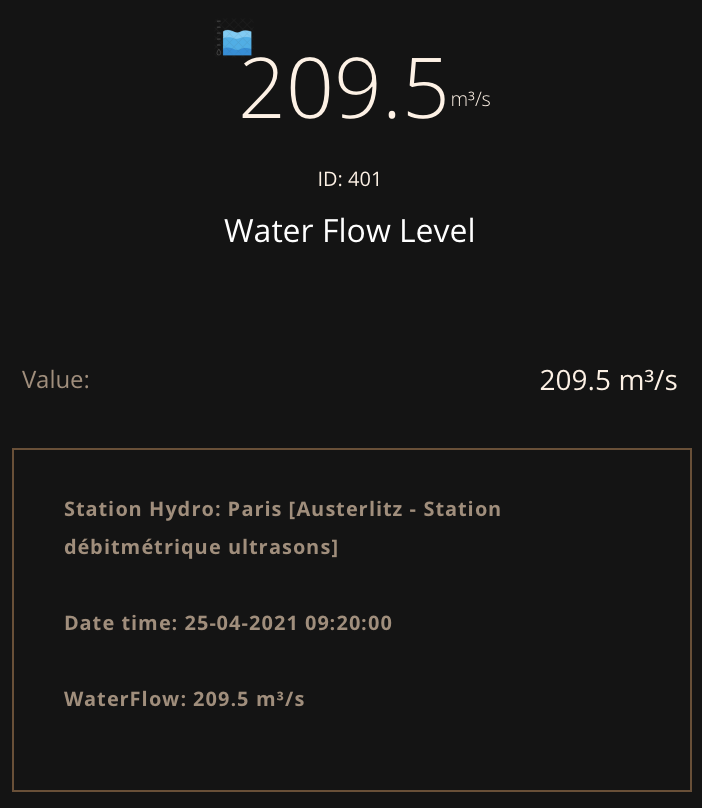 209.5 m³/s
ID: 401
Water Flow Level
Value: 209.5 m³/s
Station Hydro: Paris [Austerlitz - Station
débitmétrique ultrasons]
Date time: 25-04-2021 09:20:00
WaterFlow: 209.5 m³/s